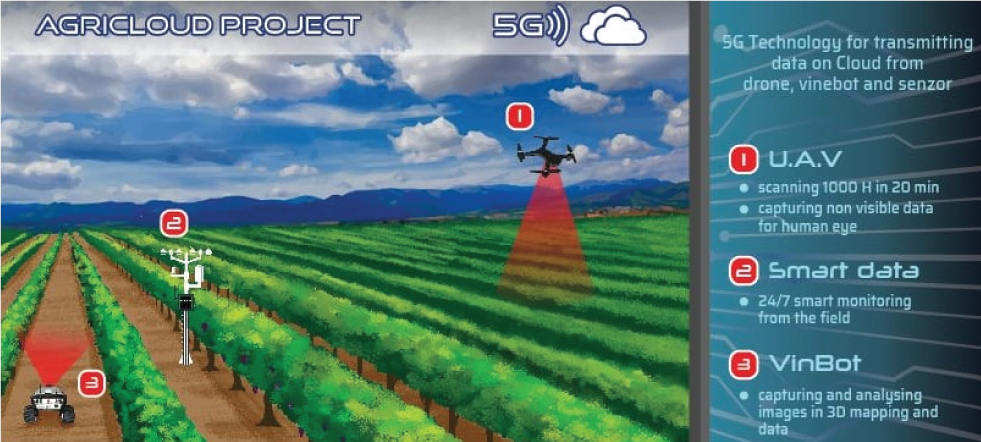 AGRICLOUD PROJECT
5G
1
2
3
5G Technology for transmitting
data on Cloud from
drone, vinebot and senzor
1 U.A.V
• scanning 1000 H in 20 min
• capturing non visible data
for human eye
2 Smart data
• 24/7 smart monitoring
from the field
3 VinBot
• capturing and analysing
images in 3D mapping and
data